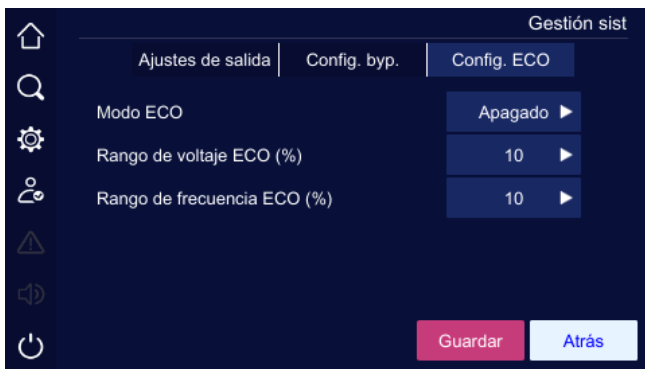 Gestión sist
Ajustes de salida Config. byp. Config. ECO
Modo ECO Apagado
Rango de voltaje ECO (%) 10
Rango de frecuencia ECO (%) 10
Guardar Atrás